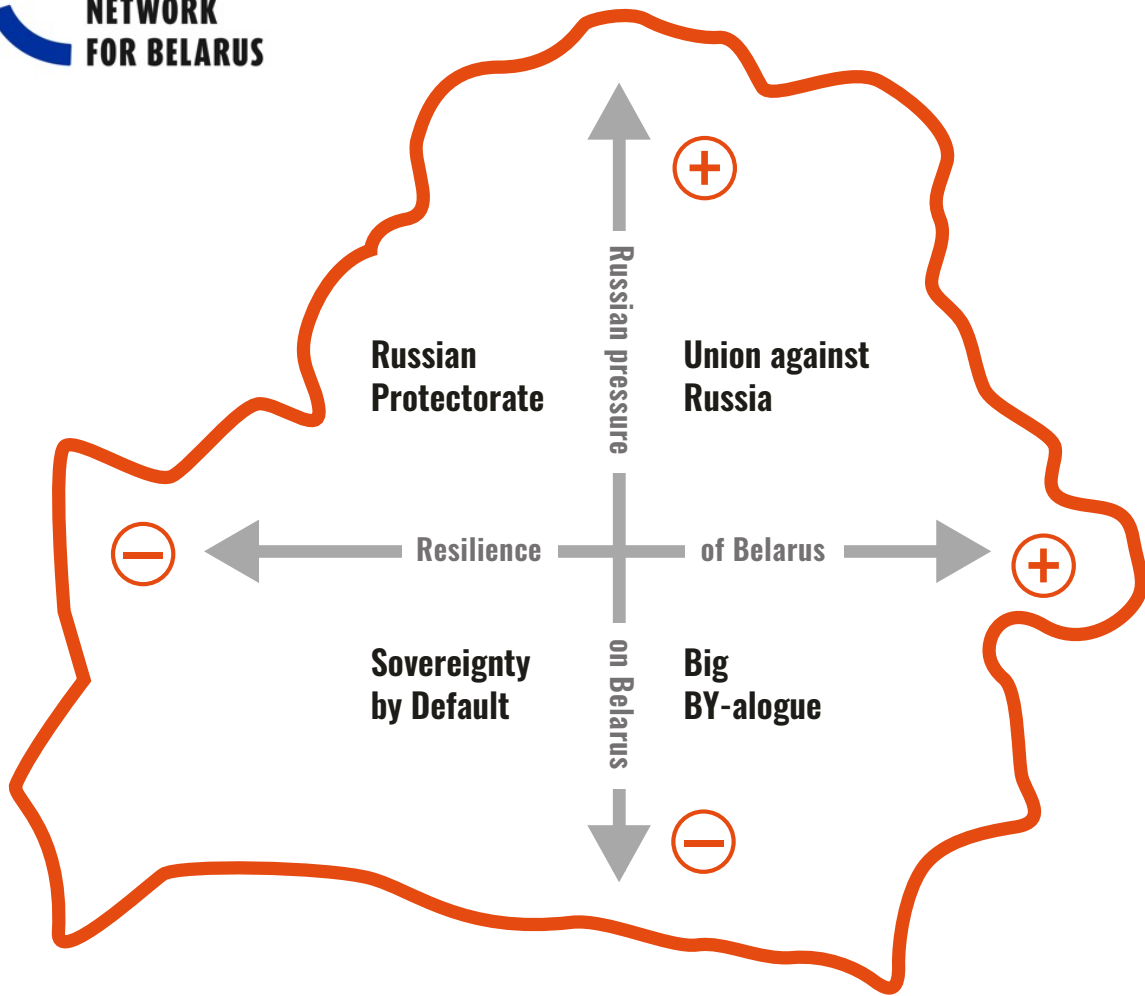 NETWORK
FOR BELARUS
+
Russian pressure
on Belarus
Russian
Protectorate
Union against
Russia
−
Resilience
of Belarus
+
Sovereignty
by Default
Big
BY-alogue
−